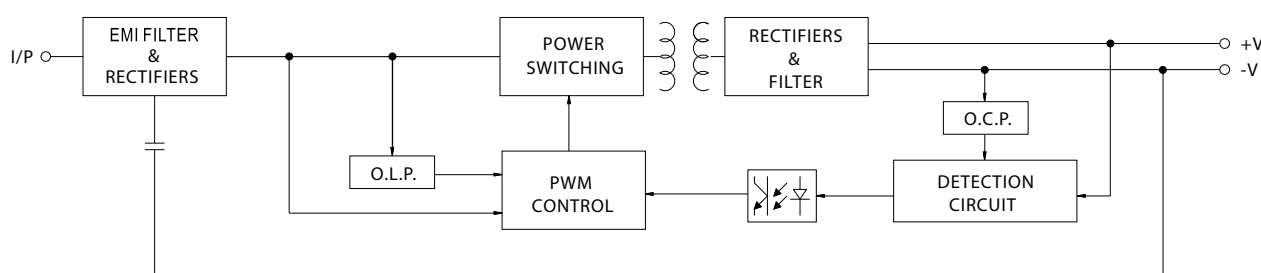 I/P
EMI FILTER
&
RECTIFIERS
POWER
SWITCHING
RECTIFIERS
&
FILTER
+V
-V
O.C.P.
O.L.P.
PWM
CONTROL
DETECTION
CIRCUIT